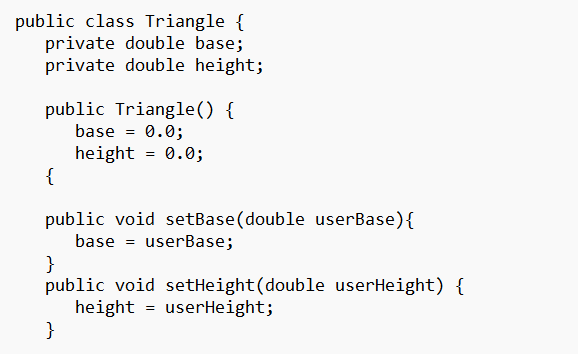 public class Triangle {
   private double base;
   private double height;

   public Triangle() {
      base = 0.0;
      height = 0.0;
   {

   public void setBase(double userBase){
      base = userBase;
   }
   public void setHeight(double userHeight) {
      height = userHeight;
   }